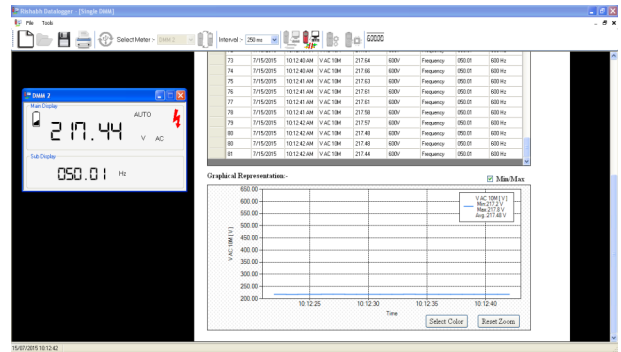 Rishabh Datalogger - [Single DMM]
File Tools
Select Meter :- DMM 2 Interval :- 250 ms
73 7/15/2015 10:12:40 AM V AC 10M 217.64 600V Frequency 050.01 600 Hz
74 7/15/2015 10:12:40 AM V AC 10M 217.66 600V Frequency 050.01 600 Hz
75 7/15/2015 10:12:41 AM V AC 10M 217.63 600V Frequency 050.01 600 Hz
76 7/15/2015 10:12:41 AM V AC 10M 217.61 600V Frequency 050.01 600 Hz
77 7/15/2015 10:12:41 AM V AC 10M 217.61 600V Frequency 050.01 600 Hz
78 7/15/2015 10:12:41 AM V AC 10M 217.58 600V Frequency 050.01 600 Hz
79 7/15/2015 10:12:42 AM V AC 10M 217.57 600V Frequency 050.01 600 Hz
80 7/15/2015 10:12:42 AM V AC 10M 217.48 600V Frequency 050.01 600 Hz
80 7/15/2015 10:12:42 AM V AC 10M 217.48 600V Frequency 050.01 600 Hz
81 7/15/2015 10:12:42 AM V AC 10M 217.44 600V Frequency 050.01 600 Hz
DMM 2
Main Display
AUTO
217.44 V AC
Sub Display
050.01 Hz
Graphical Representation:-
Min/Max
V AC 10M [ V ]
Min:217.2 V
Max:217.8 V
Avg.:217.48 V
V AC 10M [ V ]
650.00
600.00
550.00
500.00
450.00
400.00
350.00
300.00
250.00
200.00
10:12:25 10:12:30 10:12:35 10:12:40
Time
Select Color Reset Zoom
15/07/2015 10:12:42